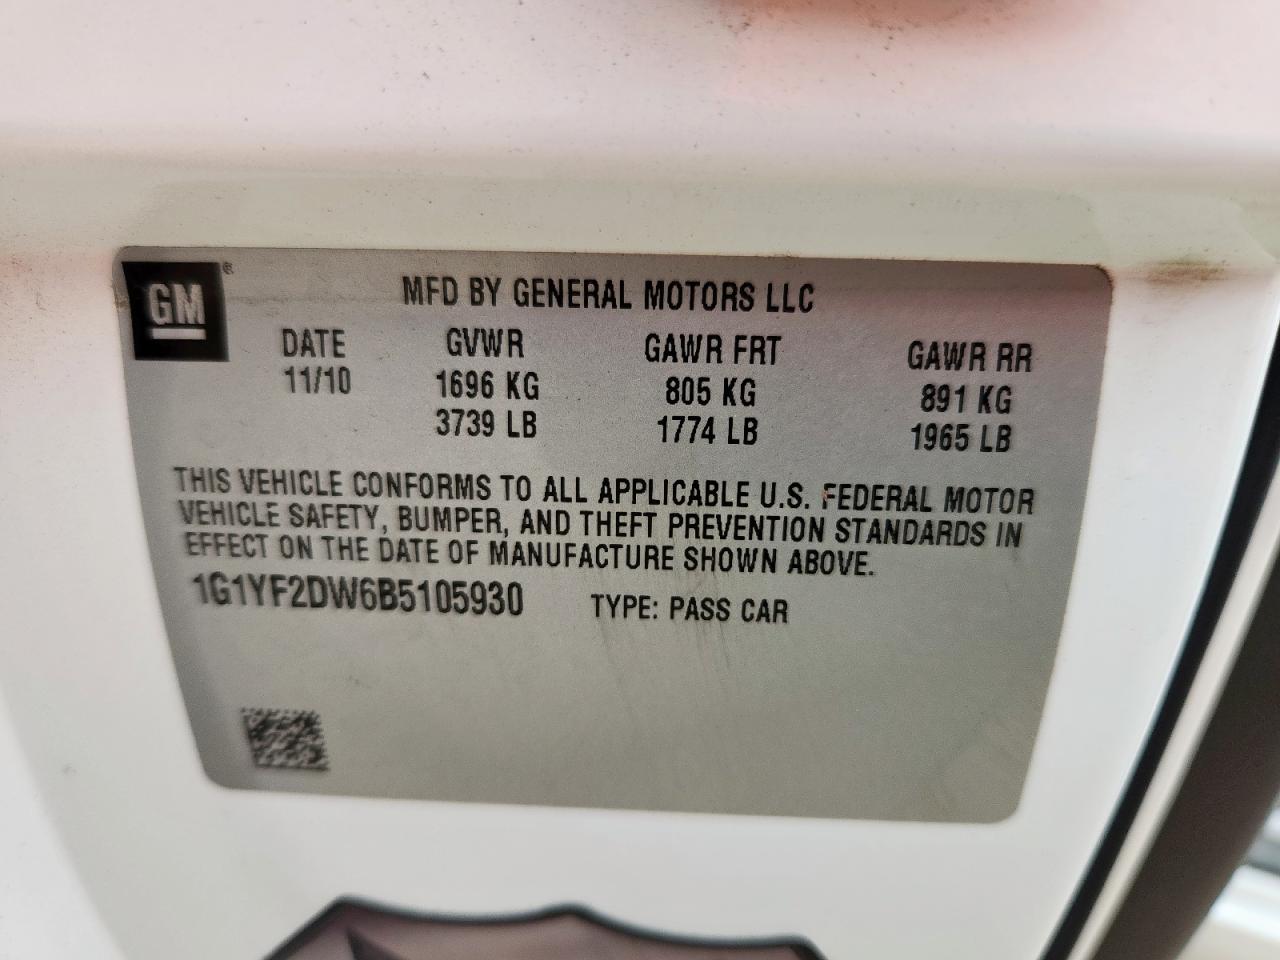 GM ®
MFD BY GENERAL MOTORS LLC
DATE GVWR GAWR FRT GAWR RR
11/10 1696 KG 805 KG 891 KG
3739 LB 1774 LB 1965 LB
THIS VEHICLE CONFORMS TO ALL APPLICABLE U.S. FEDERAL MOTOR
VEHICLE SAFETY, BUMPER, AND THEFT PREVENTION STANDARDS IN
EFFECT ON THE DATE OF MANUFACTURE SHOWN ABOVE.
1G1YF2DW6B5105930 TYPE: PASS CAR